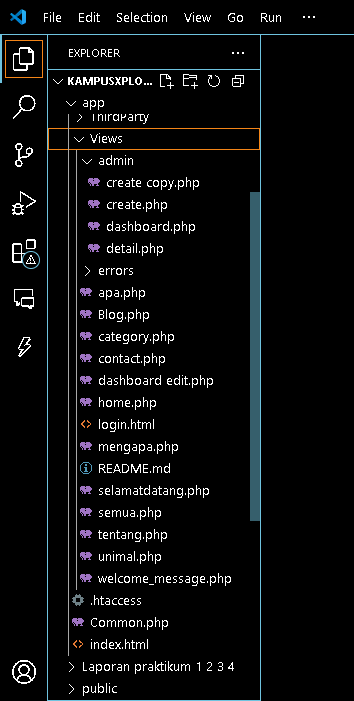 File Edit Selection View Go Run ···
EXPLORER ···
KAMPUSXPLO...
app
ThirdParty
Views
admin
create copy.php
create.php
dashboard.php
detail.php
errors
apa.php
Blog.php
category.php
contact.php
dashboard edit.php
home.php
login.html
mengapa.php
README.md
selamatdatang.php
semua.php
tentang.php
unimal.php
welcome_message.php
.htaccess
Common.php
index.html
Laporan praktikum 1 2 3 4
public